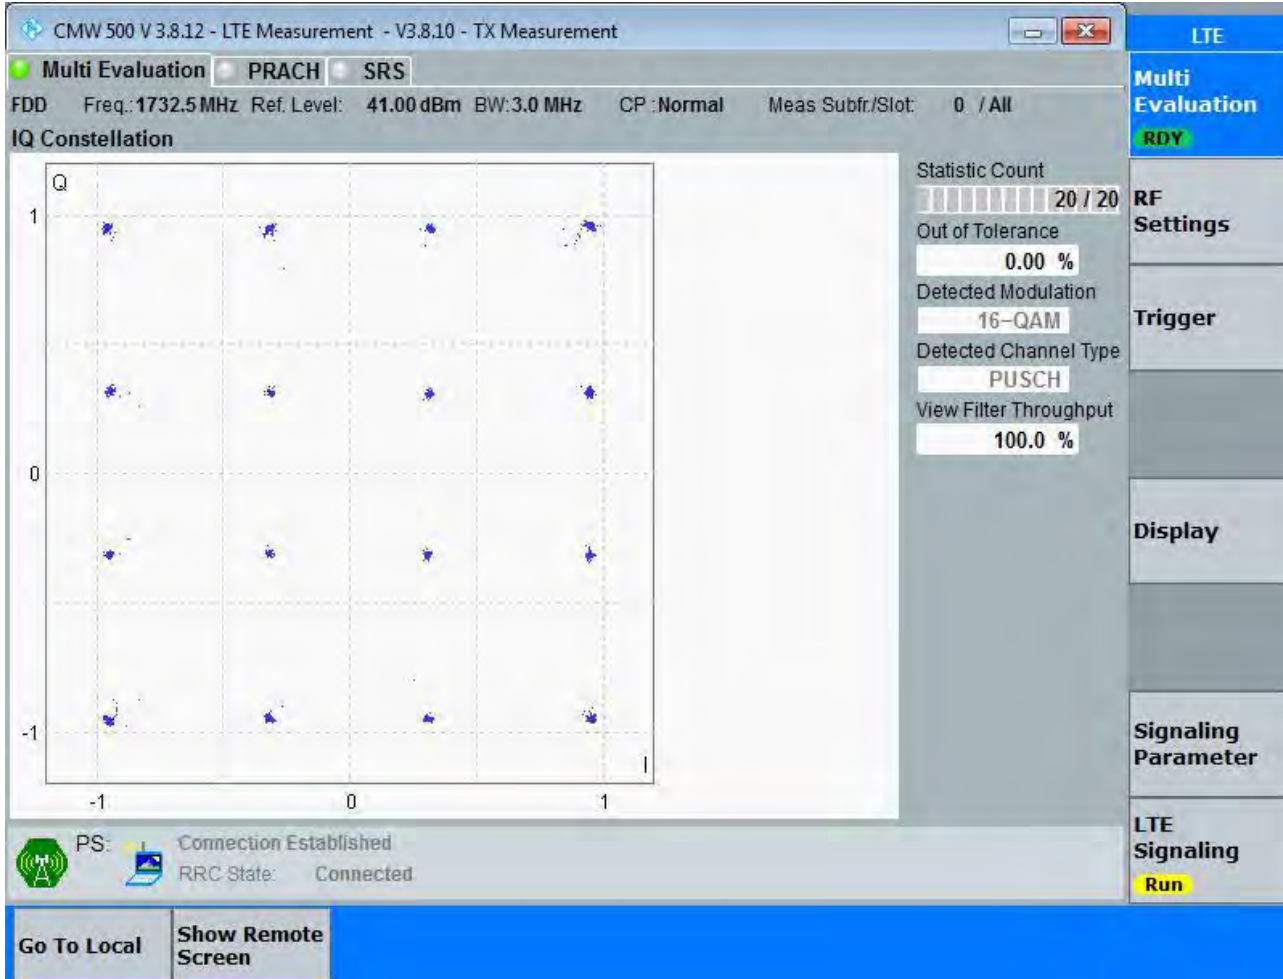 CMW 500 V 3.8.12 - LTE Measurement - V3.8.10 - TX Measurement
LTE
Multi Evaluation PRACH SRS
FDD Freq.: 1732.5 MHz Ref. Level: 41.00 dBm BW: 3.0 MHz CP : Normal Meas Subfr./Slot: 0 / All
IQ Constellation
Q
1
0
-1
I
-1 0 1
Statistic Count
20 / 20
Out of Tolerance
0.00 %
Detected Modulation
16-QAM
Detected Channel Type
PUSCH
View Filter Throughput
100.0 %
Multi
Evaluation
RDY
RF
Settings
Trigger
Display
Signaling
Parameter
LTE
Signaling
Run
PS: Connection Established
RRC State: Connected
Go To Local
Show Remote
Screen